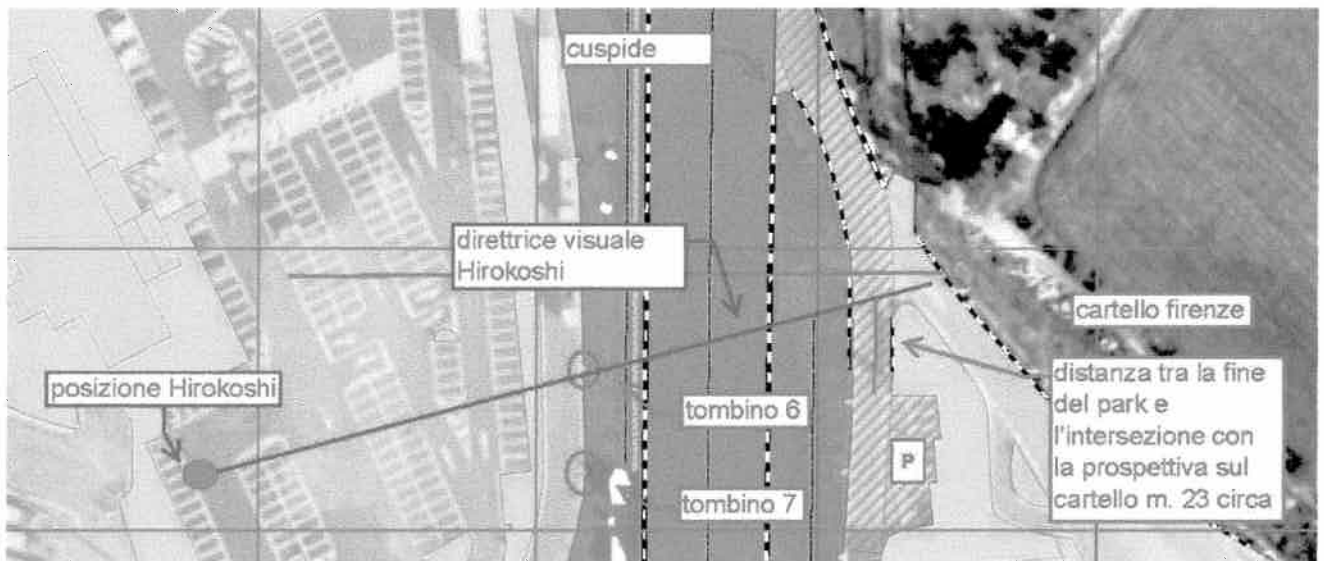 cuspide
direttrice visuale
Hirokoshi
cartello firenze
posizione Hirokoshi
tombino 6
distanza tra la fine
del park e
l'intersezione con
la prospettiva sul
cartello m. 23 circa
P
tombino 7